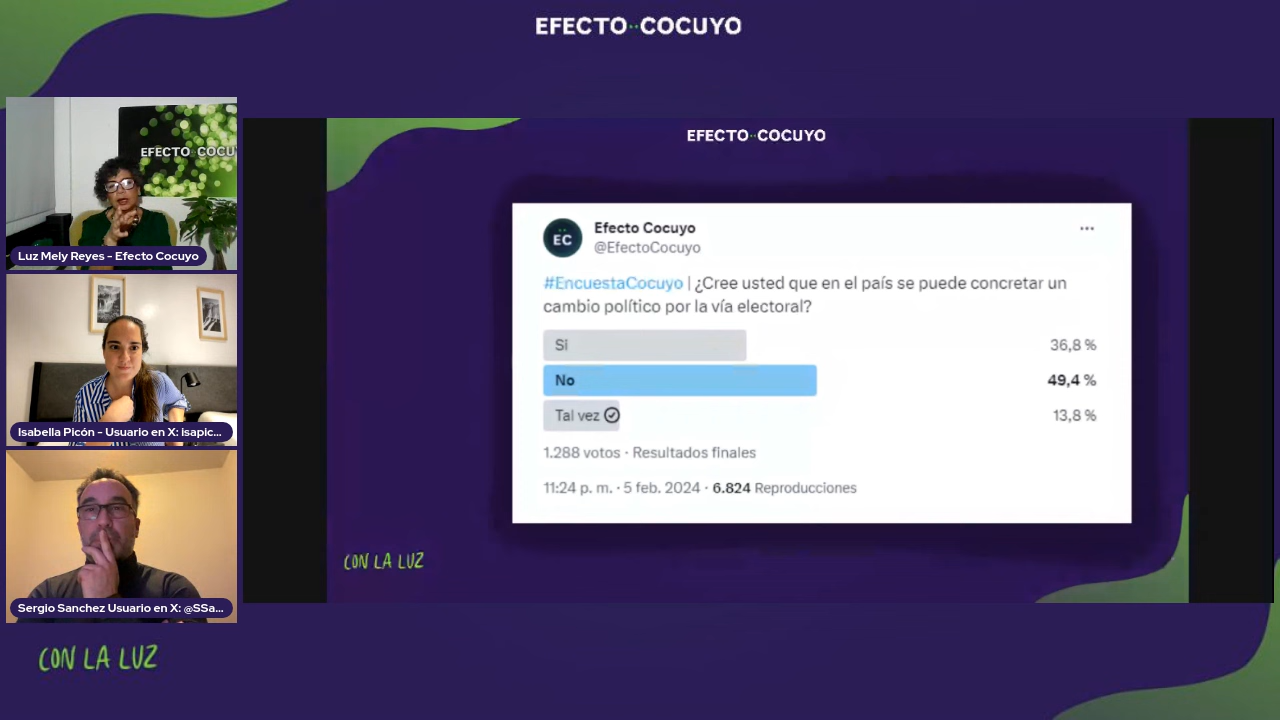 EFECTO··COCUYO
EFECTO COCU
Luz Mely Reyes - Efecto Cocuyo
Isabella Picón - Usuario en X: isapic...
Sergio Sanchez Usuario en X: @SSa...
CON LA LUZ
EFECTO··COCUYO
EC
Efecto Cocuyo
@EfectoCocuyo
#EncuestaCocuyo | ¿Cree usted que en el país se puede concretar un
cambio político por la vía electoral?
Sí 36,8 %
No 49,4 %
Tal vez 13,8 %
1.288 votos · Resultados finales
11:24 p. m. · 5 feb. 2024 · 6.824 Reproducciones
CON LA LUZ